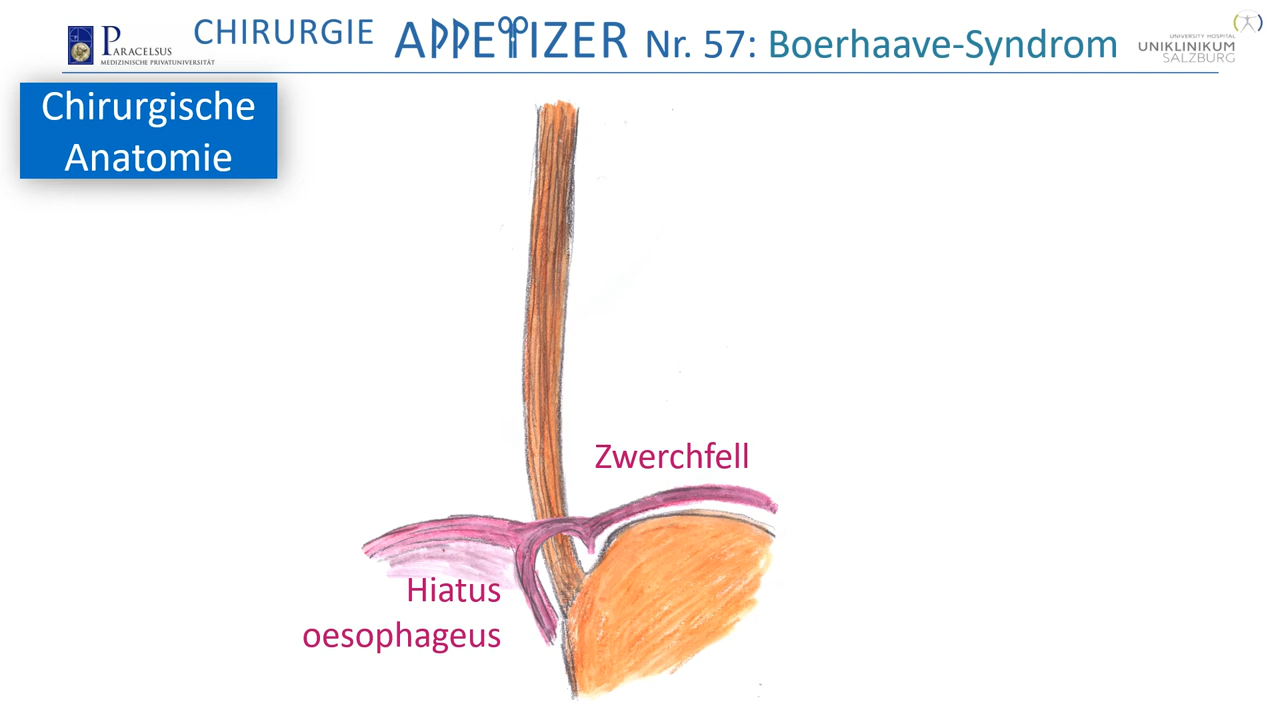 PARACELSUS
MEDIZINISCHE PRIVATUNIVERSITÄT
CHIRURGIE APPETIZER Nr. 57: Boerhaave-Syndrom
UNIVERSITY HOSPITAL
UNIKLINIKUM
SALZBURG
Chirurgische
Anatomie
Zwerchfell
Hiatus
oesophageus